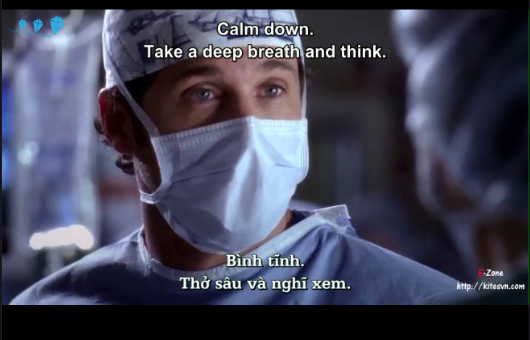 Calm down.
Take a deep breath and think.
Bình tĩnh.
Thở sâu và nghĩ xem.
K-Zone
http://kitesvn.com